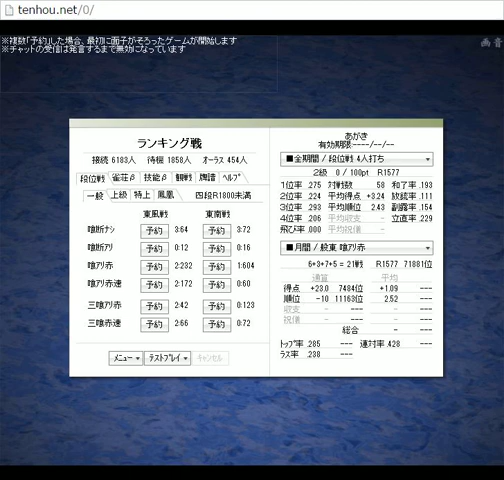 tenhou.net/0/
※複数「予約」した場合、最初に面子がそろったゲームが開始します
※チャットの受信は発言するまで無効になっています
ランキング戦
接続 6183人 待機 1858人 オーラス 454人
段位戦 雀荘β 技能β 観戦 牌譜 ヘルプ
一般 上級 特上 鳳凰 四段R1800未満
東風戦 東南戦
喰断ナシ 予約 3:64 予約 3:72
喰断アリ 予約 0:12 予約 0:16
喰アリ赤 予約 2:232 予約 1:604
喰アリ赤速 予約 2:172 予約 0:60
三喰アリ赤 予約 2:42 予約 0:123
三喰赤速 予約 2:66 予約 0:72
メニュー テストプレイ キャンセル
あがき
有効期限----/--/--
■全期間 / 段位戦 4人打ち
2級 0 / 100pt R1577
1位率 .275 対戦数 58 和了率 .193
2位率 .224 平均得点 +3.24 放銃率 .111
3位率 .293 平均順位 2.43 副露率 .154
4位率 .206 平均収支 - 立直率 .229
飛び率 .000 平均祝儀 -
■月間 / 般東 喰アリ赤
6+3+7+5 = 21戦 R1577 71881位
通算 平均
得点 +23.0 7484位 +1.09 ---
順位 -10 11163位 2.52 ---
収支 - --- - ---
祝儀 - --- - ---
総合 - ---
トップ率 .285 --- 連対率 .428 ---
ラス率 .238 ---